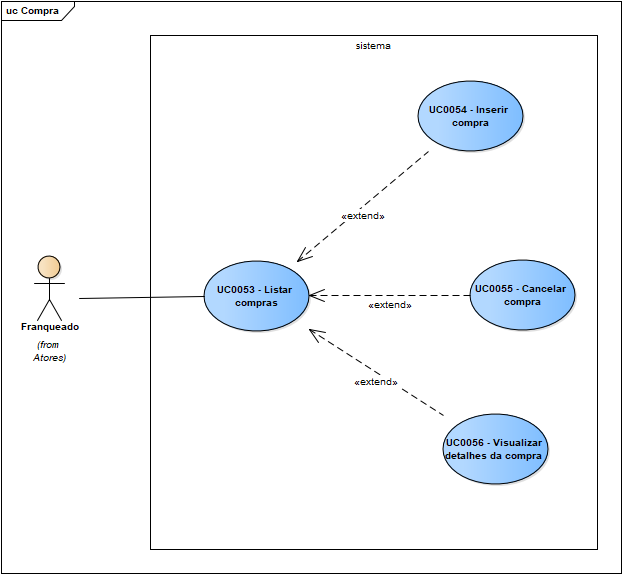 uc Compra
sistema
UC0054 - Inserir
compra
«extend»
UC0053 - Listar
compras
UC0055 - Cancelar
compra
«extend»
Franqueado
(from
Atores)
«extend»
UC0056 - Visualizar
detalhes da compra